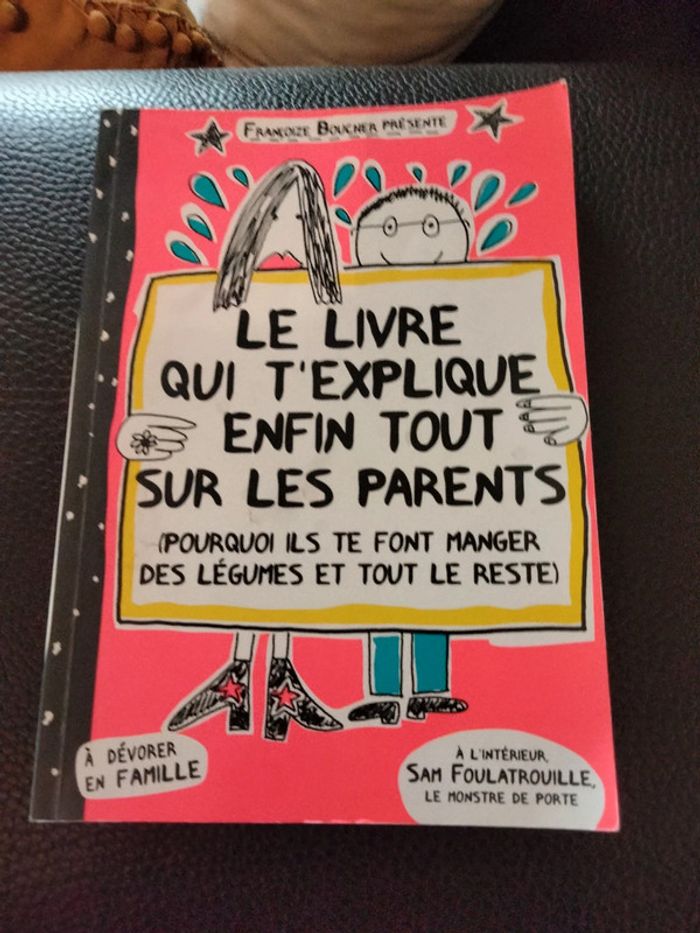 FRANÇOIZE BOUCHER PRÉSENTE
LE LIVRE
QUI T'EXPLIQUE
ENFIN TOUT
SUR LES PARENTS
(POURQUOI ILS TE FONT MANGER
DES LÉGUMES ET TOUT LE RESTE)
À DÉVORER
EN FAMILLE
À L'INTÉRIEUR,
SAM FOULATROUILLE,
LE MONSTRE DE PORTE